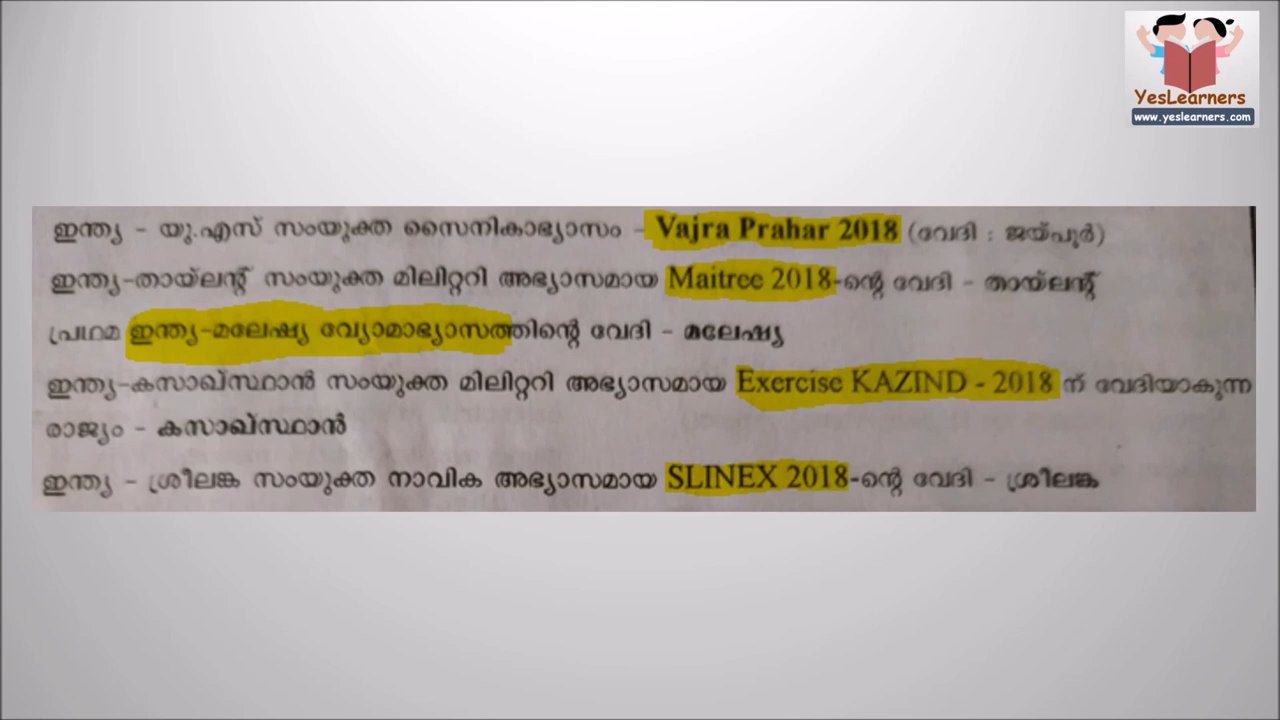 YesLearners
www.yeslearners.com
ഇന്ത്യ - യു.എസ് സംയുക്ത സൈനികാഭ്യാസം - Vajra Prahar 2018 (വേദി : ജയ്പൂർ)
ഇന്ത്യ-തായ്‌ലന്റ് സംയുക്ത മിലിറ്ററി അഭ്യാസമായ Maitree 2018-ന്റെ വേദി - തായ്‌ലന്റ്
പ്രഥമ ഇന്ത്യ-മലേഷ്യ വ്യോമാഭ്യാസത്തിന്റെ വേദി - മലേഷ്യ
ഇന്ത്യ-കസാഖ്സ്ഥാൻ സംയുക്ത മിലിറ്ററി അഭ്യാസമായ Exercise KAZIND - 2018 ന് വേദിയാകുന്ന
രാജ്യം - കസാഖ്സ്ഥാൻ
ഇന്ത്യ - ശ്രീലങ്ക സംയുക്ത നാവിക അഭ്യാസമായ SLINEX 2018-ന്റെ വേദി - ശ്രീലങ്ക